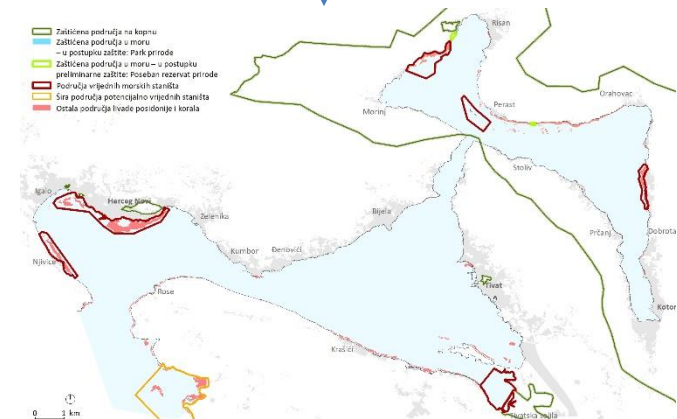 Zaštićena područja na kopnu
Zaštićena područja u moru
– u postupku zaštite: Park prirode
Zaštićena područja u moru – u postupku
preliminarne zaštite: Poseban rezervat prirode
Područja vrijednih morskih staništa
Šira područja potencijalno vrijednih staništa
Ostala područja livade posidonije i korala
Risan
Orahovac
Perast
Morinj
Stoliv
Igalo
Herceg Novi
Zelenika
Bijela
Prčanj
Dobrota
Kumbor
Đenovići
Njivice
Rose
Tivat
Kotor
Krašići
Tivatska solila
0 1 km